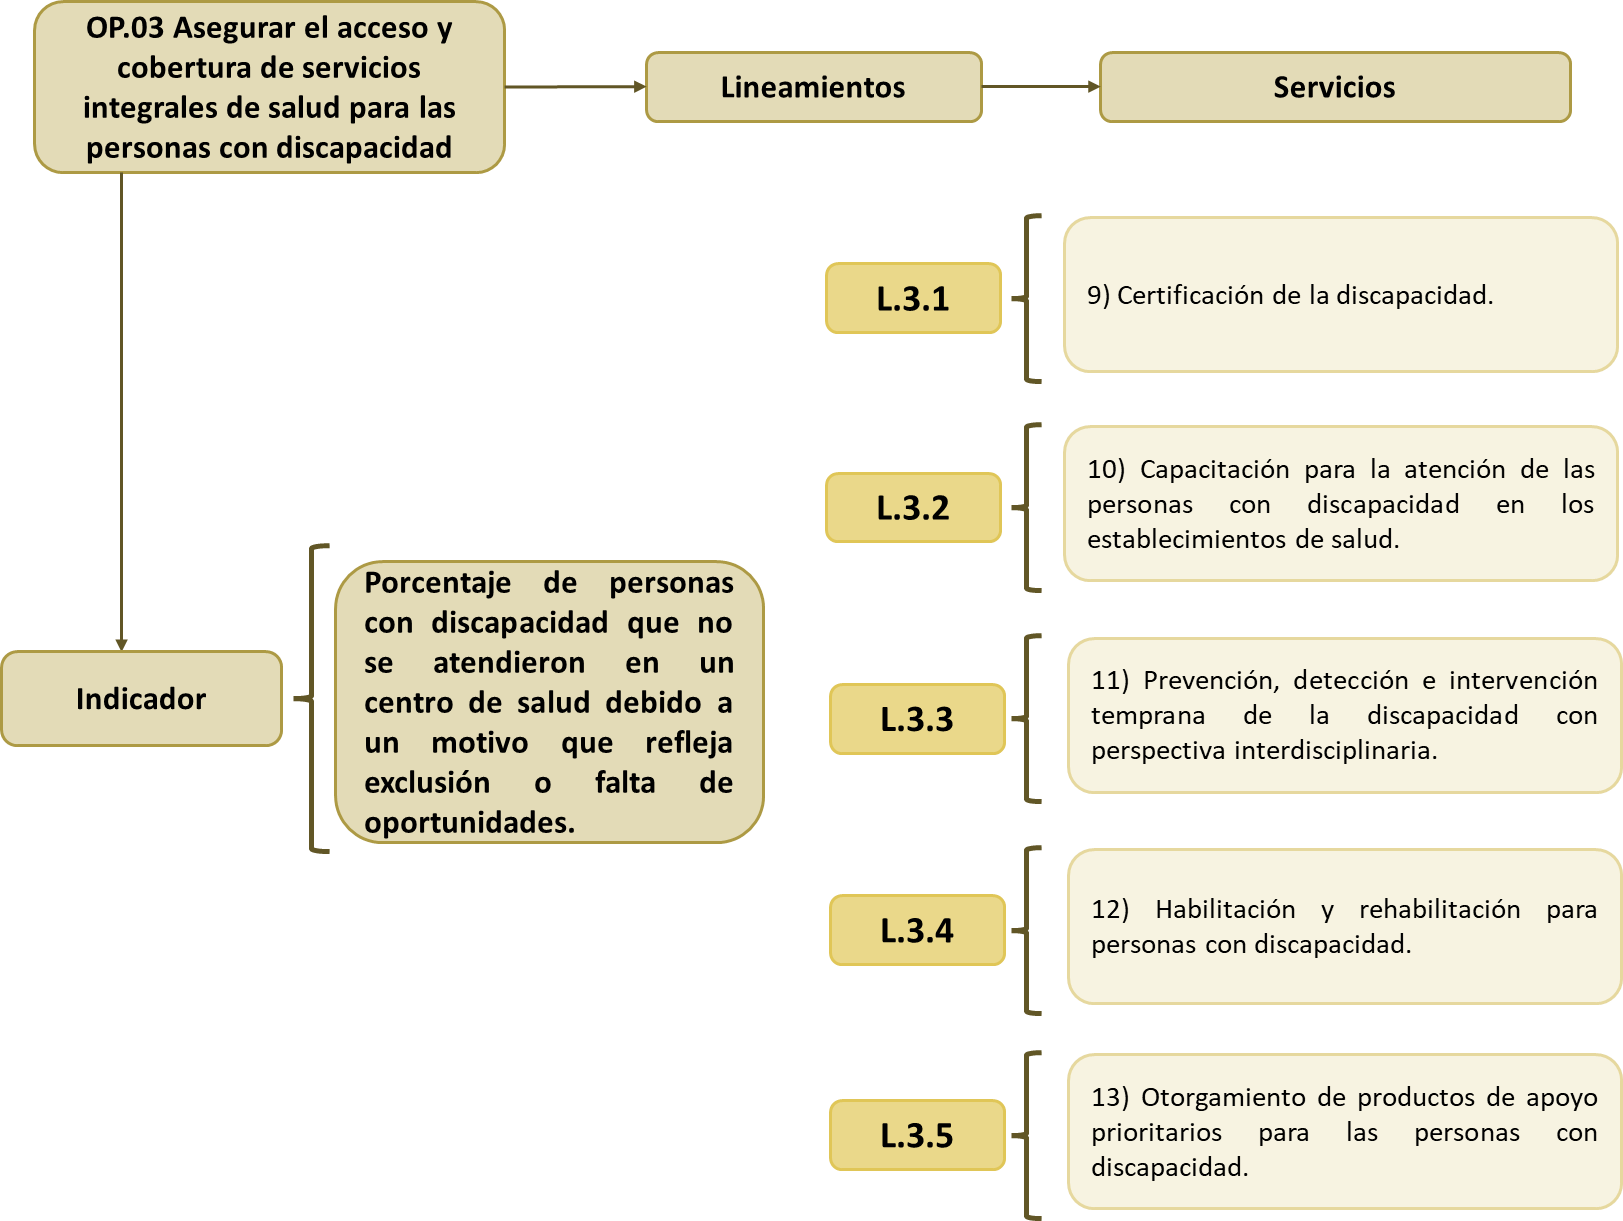 OP.03 Asegurar el acceso y
cobertura de servicios
integrales de salud para las
personas con discapacidad
Lineamientos
Servicios
L.3.1
9) Certificación de la discapacidad.
L.3.2
10) Capacitación para la atención de las
personas con discapacidad en los
establecimientos de salud.
Indicador
Porcentaje de personas
con discapacidad que no
se atendieron en un
centro de salud debido a
un motivo que refleja
exclusión o falta de
oportunidades.
L.3.3
11) Prevención, detección e intervención
temprana de la discapacidad con
perspectiva interdisciplinaria.
L.3.4
12) Habilitación y rehabilitación para
personas con discapacidad.
L.3.5
13) Otorgamiento de productos de apoyo
prioritarios para las personas con
discapacidad.